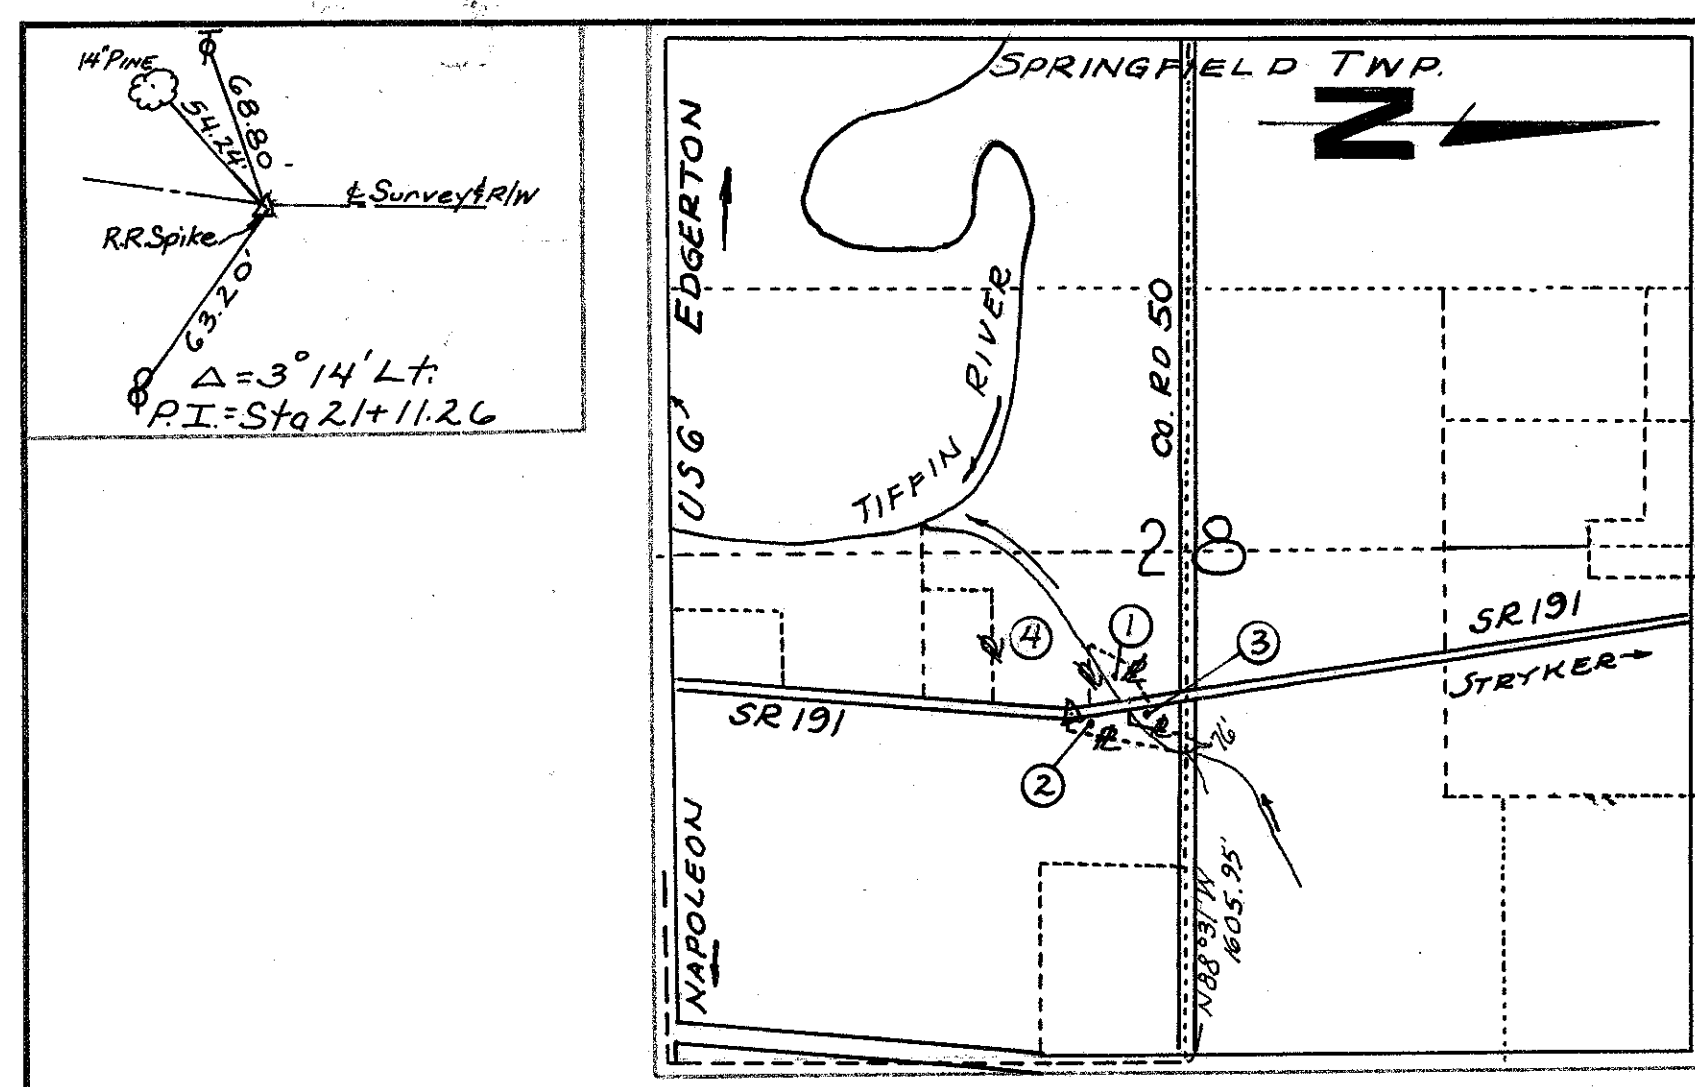 14" PINE
68.80
54.24'
℄ Survey & R/W
R.R. Spike
63.20'
Δ = 3° 14' Lt.
P.I. = Sta 21+11.26
SPRINGFIELD TWP.
N
EDGERTON
US 6
TIFFIN RIVER
CO. RD 50
28
SR 191
STRYKER
1
3
4
SR 191
2
76'
NAPOLEON
N 88° 31' W
1605.95'